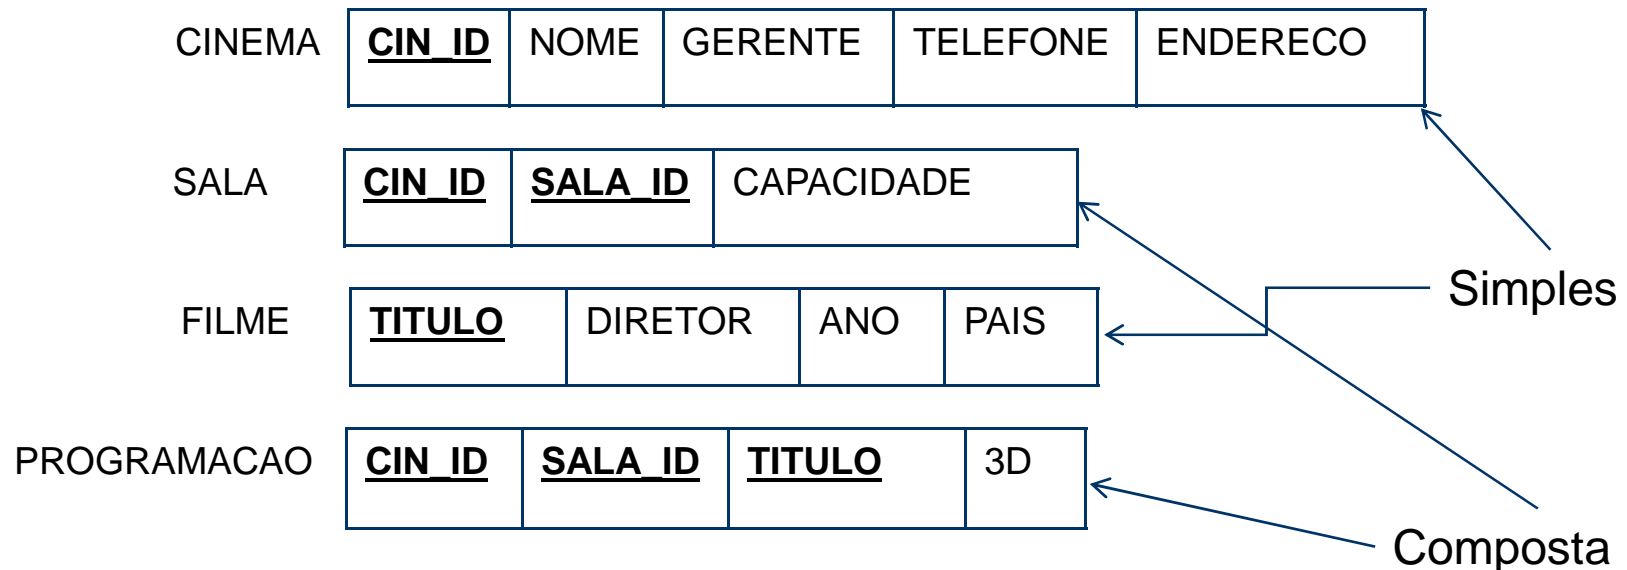 CINEMA CIN_ID NOME GERENTE TELEFONE ENDERECO
SALA CIN_ID SALA_ID CAPACIDADE
Simples
FILME TITULO DIRETOR ANO PAIS
PROGRAMACAO CIN_ID SALA_ID TITULO 3D
Composta